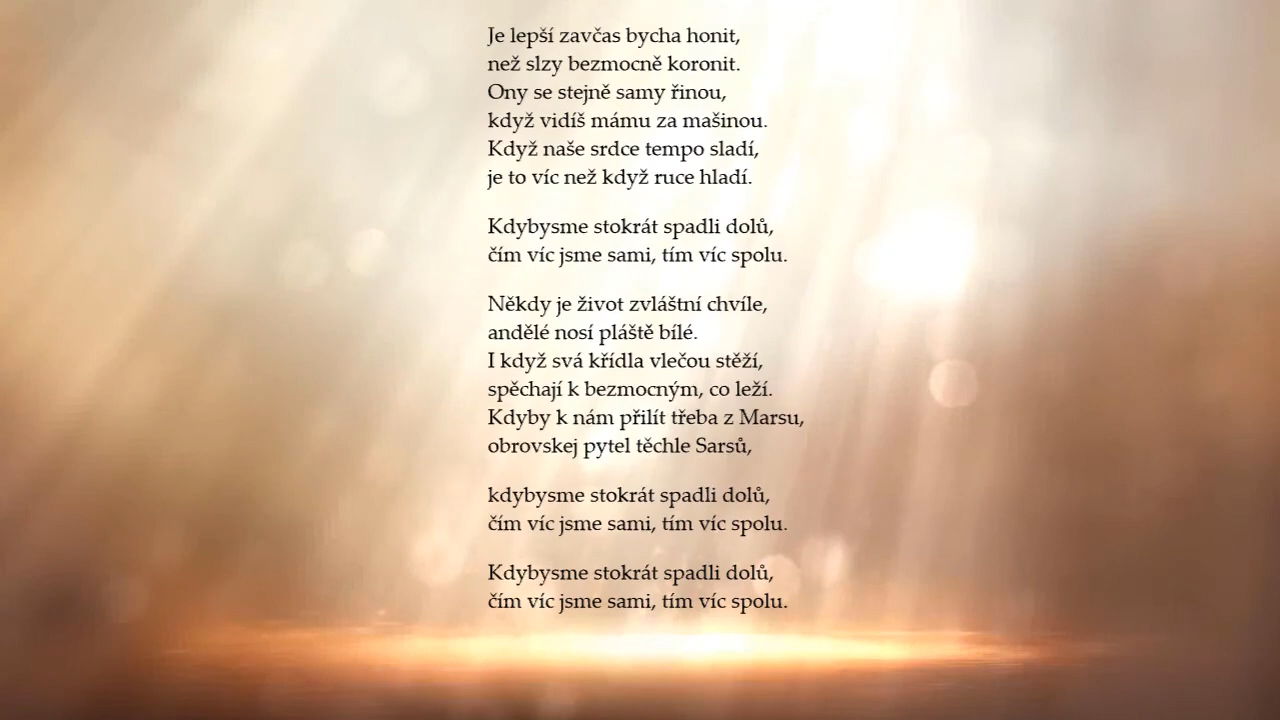 Je lepší zavčas bycha honit,
než slzy bezmocně koronit.
Ony se stejně samy řinou,
když vidíš mámu za mašinou.
Když naše srdce tempo sladí,
je to víc než když ruce hladí.
Kdybysme stokrát spadli dolů,
čím víc jsme sami, tím víc spolu.
Někdy je život zvláštní chvíle,
andělé nosí pláště bílé.
I když svá křídla vlečou stěží,
spěchají k bezmocným, co leží.
Kdyby k nám přilít třeba z Marsu,
obrovskej pytel těchle Sarsů,
kdybysme stokrát spadli dolů,
čím víc jsme sami, tím víc spolu.
Kdybysme stokrát spadli dolů,
čím víc jsme sami, tím víc spolu.